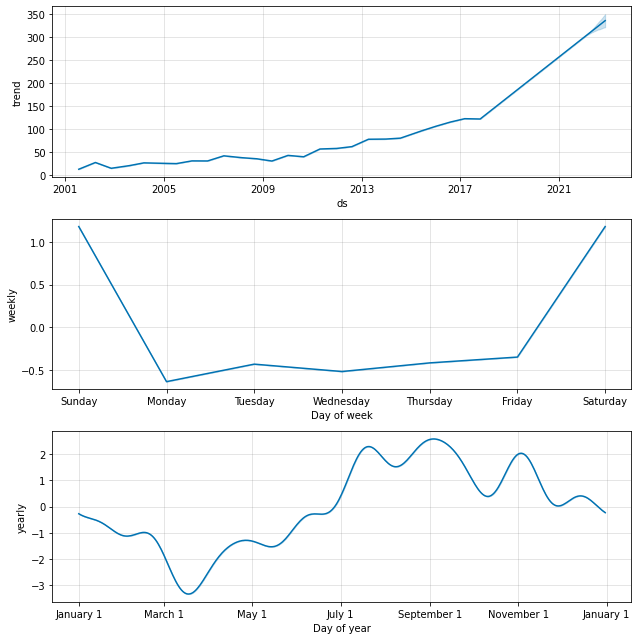 350
300
250
200
150
100
50
0
trend
2001 2005 2009 2013 2017 2021
ds
1.0
0.5
0.0
−0.5
weekly
Sunday Monday Tuesday Wednesday Thursday Friday Saturday
Day of week
2
1
0
−1
−2
−3
yearly
January 1 March 1 May 1 July 1 September 1 November 1 January 1
Day of year